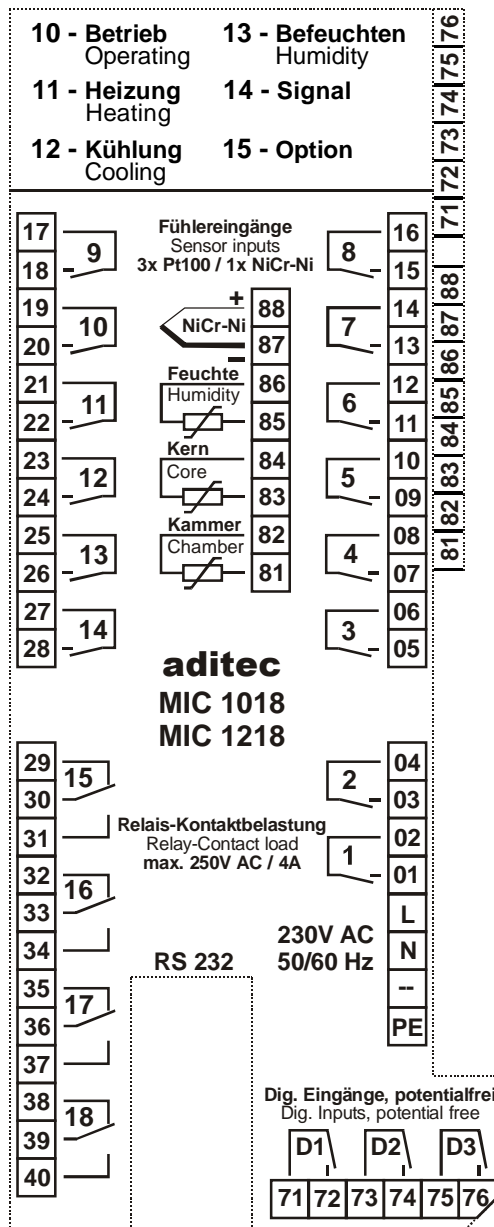 10 - Betrieb
Operating
11 - Heizung
Heating
12 - Kühlung
Cooling
13 - Befeuchten
Humidity
14 - Signal
15 - Option
76
75
74
73
72
71
88
87
86
85
84
83
82
81
17
18
9
19
20
10
21
22
11
23
24
12
25
26
13
27
28
14
Fühlereingänge
Sensor inputs
3x Pt100 / 1x NiCr-Ni
+
NiCr-Ni
–
88
87
Feuchte
Humidity
86
85
Kern
Core
84
83
Kammer
Chamber
82
81
8
16
15
7
14
13
6
12
11
5
10
09
4
08
07
3
06
05
aditec
MIC 1018
MIC 1218
29
30
31
15
32
33
34
16
35
36
37
17
38
39
40
18
Relais-Kontaktbelastung
Relay-Contact load
max. 250V AC / 4A
2
04
03
1
02
01
L
N
--
PE
230V AC
50/60 Hz
RS 232
Dig. Eingänge, potentialfrei
Dig. Inputs, potential free
D1 D2 D3
71 72 73 74 75 76